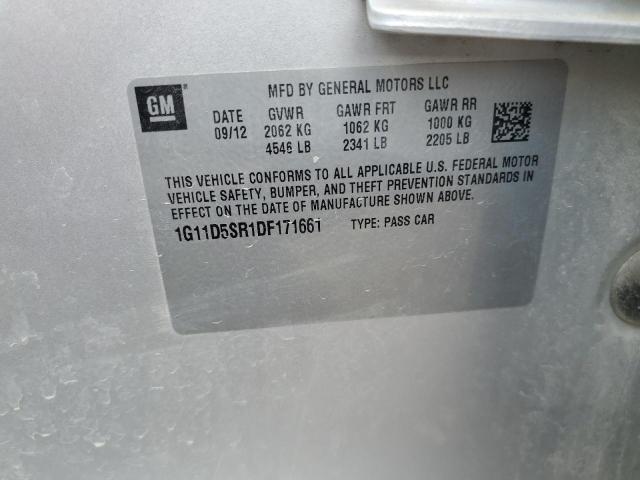 GM
MFD BY GENERAL MOTORS LLC
DATE GVWR GAWR FRT GAWR RR
09/12 2062 KG 1062 KG 1000 KG
4546 LB 2341 LB 2205 LB
THIS VEHICLE CONFORMS TO ALL APPLICABLE U.S. FEDERAL MOTOR
VEHICLE SAFETY, BUMPER, AND THEFT PREVENTION STANDARDS IN
EFFECT ON THE DATE OF MANUFACTURE SHOWN ABOVE.
1G11D5SR1DF171661 TYPE: PASS CAR